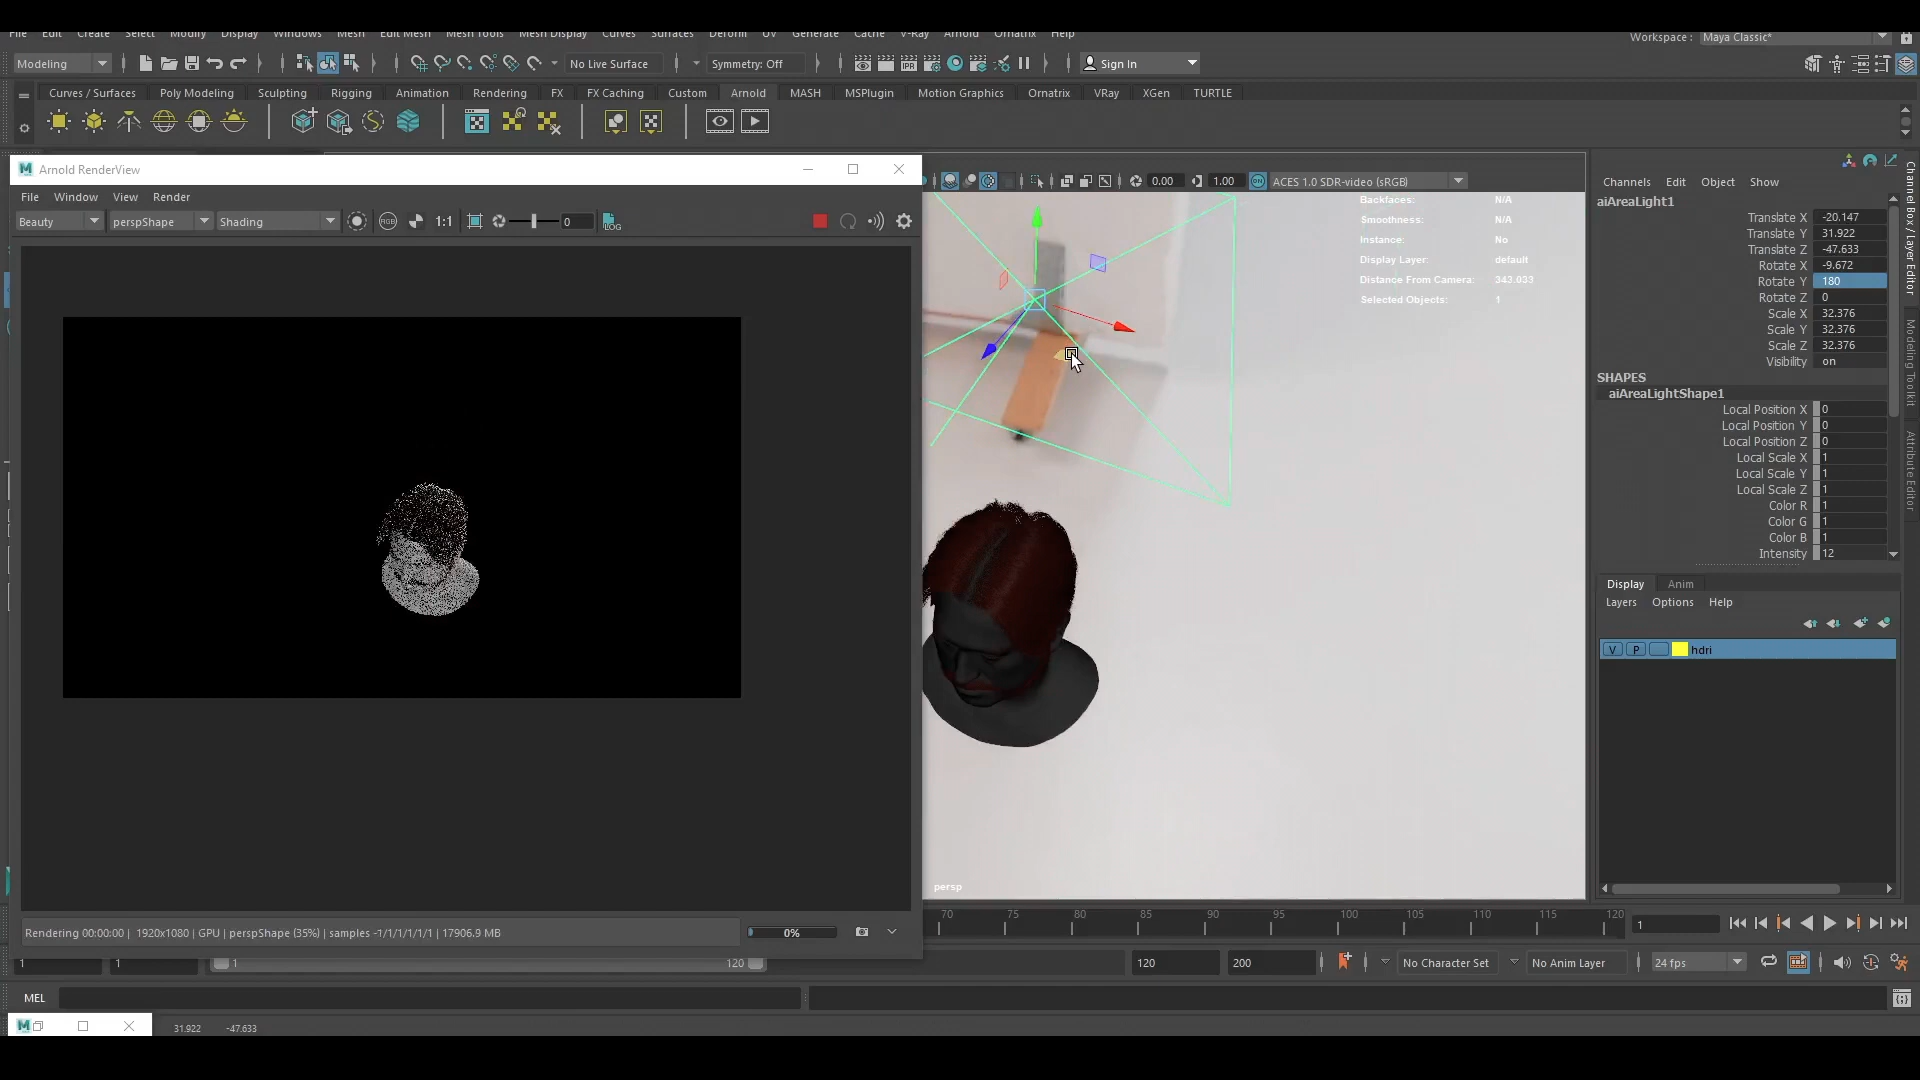 File Edit Create Select Modify Display Windows Mesh Edit Mesh Mesh Tools Mesh Display Curves Surfaces Deform UV Generate Cache V-Ray Arnold Ornatrix Help
Workspace : Maya Classic*
Modeling No Live Surface Symmetry: Off Sign In
Curves / Surfaces Poly Modeling Sculpting Rigging Animation Rendering FX FX Caching Custom Arnold MASH MSPlugin Motion Graphics Ornatrix VRay XGen TURTLE
Arnold RenderView
File Window View Render
Beauty perspShape Shading RGB 1:1 0 LOG
0.00 1.00 ON ACES 1.0 SDR-video (sRGB)
Backfaces: N/A
Smoothness: N/A
Instance: No
Display Layer: default
Distance From Camera: 343.033
Selected Objects: 1
persp
Channels Edit Object Show
aiAreaLight1
Translate X -20.147
Translate Y 31.922
Translate Z -47.633
Rotate X -9.672
Rotate Y 180
Rotate Z 0
Scale X 32.376
Scale Y 32.376
Scale Z 32.376
Visibility on
SHAPES
aiAreaLightShape1
Local Position X 0
Local Position Y 0
Local Position Z 0
Local Scale X 1
Local Scale Y 1
Local Scale Z 1
Color R 1
Color G 1
Color B 1
Intensity 12
Channel Box / Layer Editor
Modeling Toolkit
Attribute Editor
Display Anim
Layers Options Help
V P hdri
Rendering 00:00:00 | 1920x1080 | GPU | perspShape (35%) | samples -1/1/1/1/1/1 | 17906.9 MB
0%
70 75 80 85 90 95 100 105 110 115 120
1
1 1 1 120 120 200 No Character Set No Anim Layer 24 fps
MEL
M 31.922 -47.633